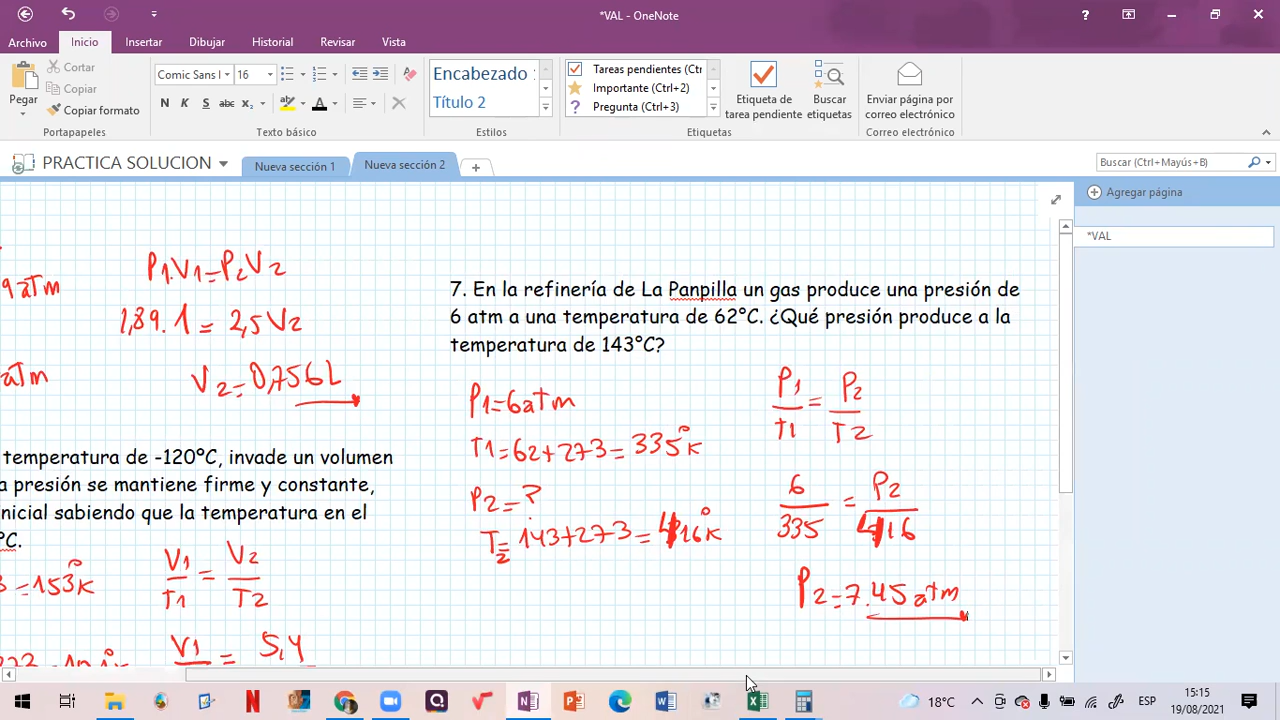 *VAL - OneNote
Archivo Inicio Insertar Dibujar Historial Revisar Vista
Pegar
Cortar
Copiar
Copiar formato
Portapapeles
Comic Sans I 16
N K S abc x₂ A
Texto básico
Encabezado 1
Título 2
Estilos
Tareas pendientes (Ctr
Importante (Ctrl+2)
Pregunta (Ctrl+3)
Etiqueta de tarea pendiente
Buscar etiquetas
Etiquetas
Enviar página por correo electrónico
Correo electrónico
PRACTICA SOLUCION Nueva sección 1 Nueva sección 2
Buscar (Ctrl+Mayús+B)
Agregar página
*VAL
9 aTm
P1.V1=P2V2
1,89.1=2,5V2
V2=0,756L
aTm
temperatura de -120°C, invade un volumen
a presión se mantiene firme y constante,
nicial sabiendo que la temperatura en el
°C.
3=153°K
V1/T1=V2/T2
V1 = 5,4
7. En la refinería de La Panpilla un gas produce una presión de
6 atm a una temperatura de 62°C. ¿Qué presión produce a la
temperatura de 143°C?
P1=6atm
T1=62+273=335°K
P2=?
T2=143+273=416°K
P1/T1=P2/T2
6/335=P2/416
P2=7.45atm
18°C ESP 15:15
19/08/2021